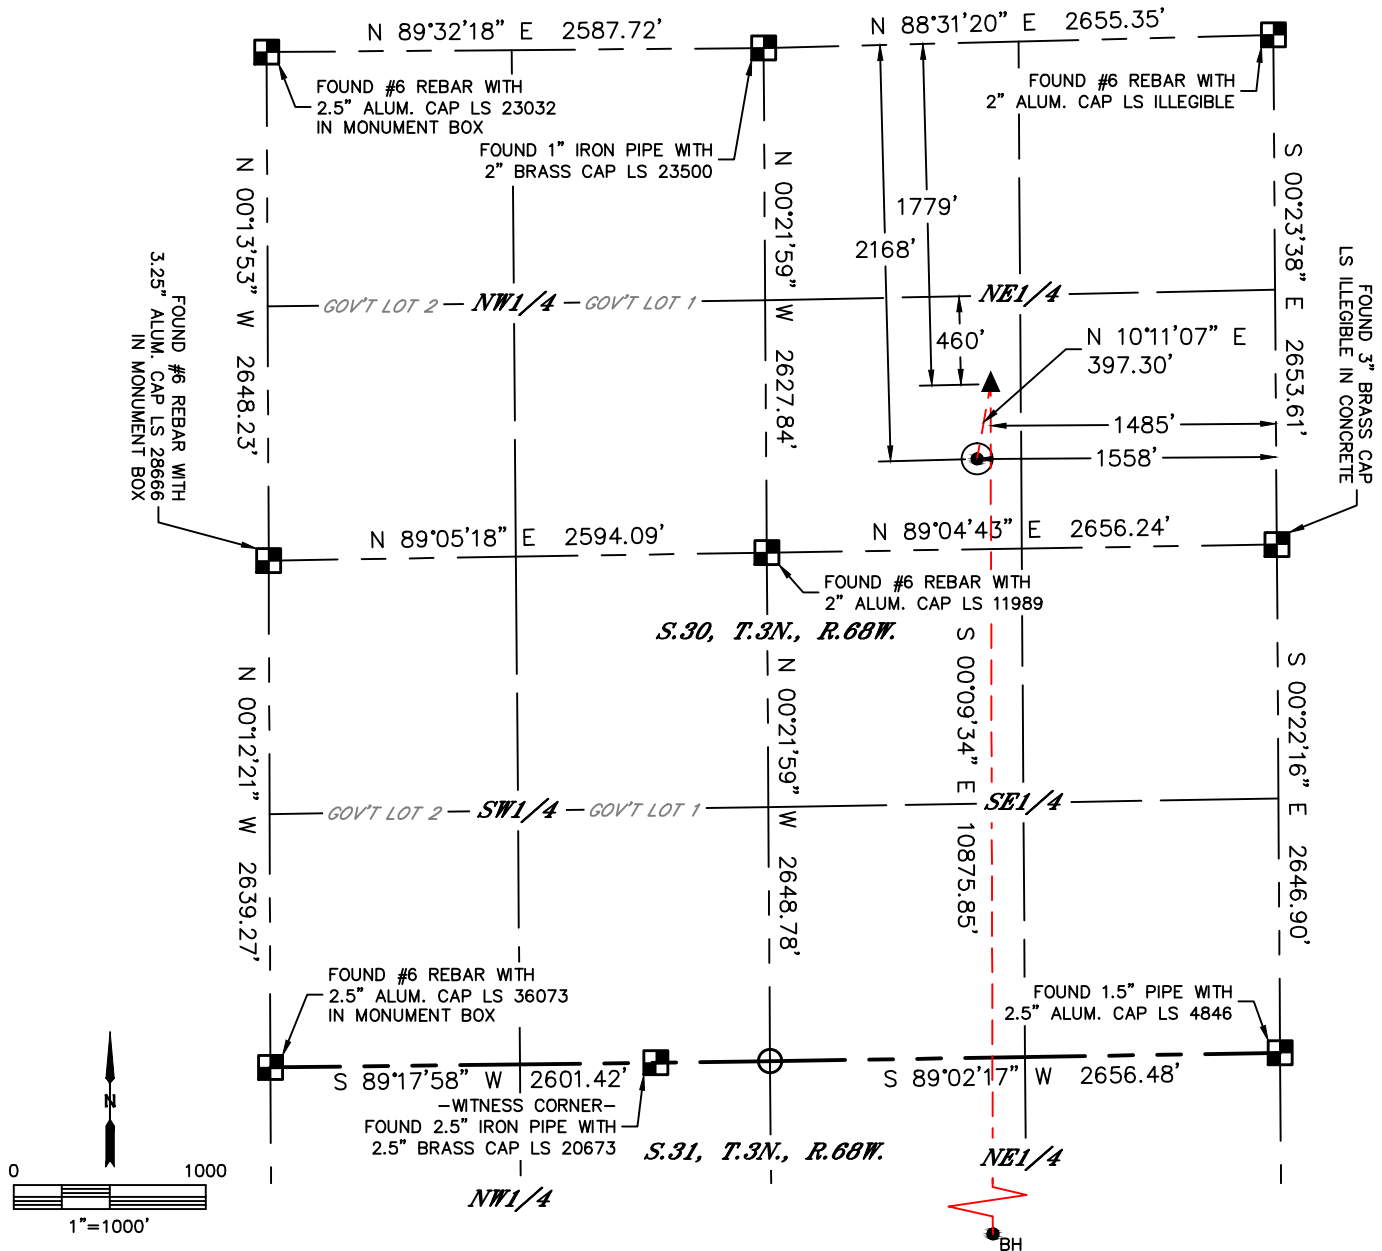 N 89°32'18" E 2587.72'
N 88°31'20" E 2655.35'
FOUND #6 REBAR WITH
2.5" ALUM. CAP LS 23032
IN MONUMENT BOX
FOUND 1" IRON PIPE WITH
2" BRASS CAP LS 23500
FOUND #6 REBAR WITH
2" ALUM. CAP LS ILLEGIBLE
N 00°13'53" W 2648.23'
N 00°21'59" W 2627.84'
S 00°23'38" E 2653.61'
1779'
2168'
FOUND 3" BRASS CAP
LS ILLEGIBLE IN CONCRETE
FOUND #6 REBAR WITH
3.25" ALUM. CAP LS 28666
IN MONUMENT BOX
GOV'T LOT 2
NW1/4
GOV'T LOT 1
NE1/4
460'
N 10°11'07" E
397.30'
1485'
1558'
N 89°05'18" E 2594.09'
N 89°04'43" E 2656.24'
FOUND #6 REBAR WITH
2" ALUM. CAP LS 11989
S.30, T.3N., R.68W.
N 00°12'21" W 2639.27'
N 00°21'59" W 2648.78'
S 00°09'34" E 10875.85'
S 00°22'16" E 2646.90'
GOV'T LOT 2
SW1/4
GOV'T LOT 1
SE1/4
FOUND #6 REBAR WITH
2.5" ALUM. CAP LS 36073
IN MONUMENT BOX
FOUND 1.5" PIPE WITH
2.5" ALUM. CAP LS 4846
S 89°17'58" W 2601.42'
S 89°02'17" W 2656.48'
-WITNESS CORNER-
FOUND 2.5" IRON PIPE WITH
2.5" BRASS CAP LS 20673
S.31, T.3N., R.68W.
NE1/4
NW1/4
N
0 1000
1"=1000'
BH